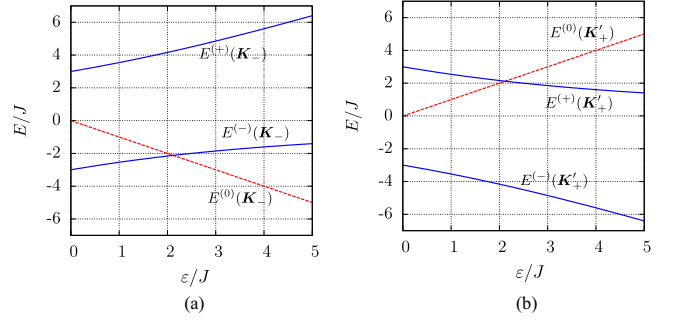 6
4
2
0
-2
-4
-6
E/J
E^{(+)}(K_−)
E^{(−)}(K_−)
E^{(0)}(K_−)
0 1 2 3 4 5
ε/J
(a)
6
4
2
0
-2
-4
-6
E/J
E^{(0)}(K′_+)
E^{(+)}(K′_+)
E^{(−)}(K′_+)
0 1 2 3 4 5
ε/J
(b)